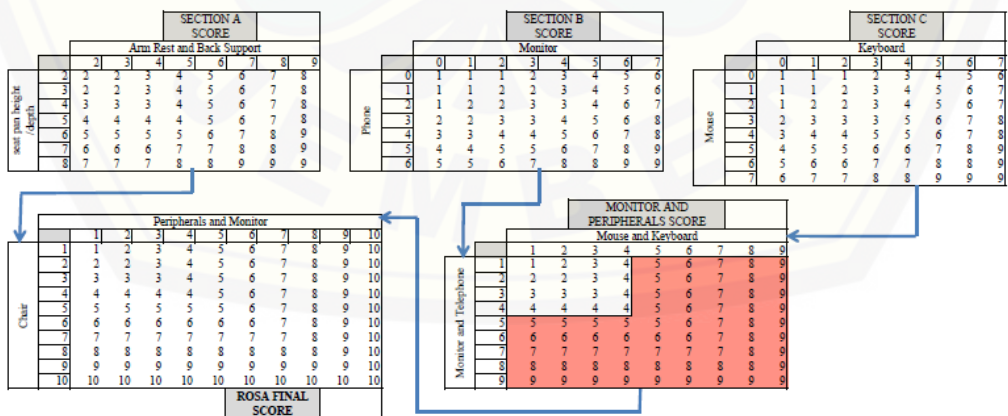 SECTION A
SCORE
Arm Rest and Back Support
seat pan height
/depth
2 3 4 5 6 7 8 9
2 2 2 3 4 5 6 7 8
3 2 2 3 4 5 6 7 8
4 3 3 3 4 5 6 7 8
5 4 4 4 4 5 6 7 8
6 5 5 5 5 6 7 8 9
7 6 6 6 7 7 8 8 9
8 7 7 7 8 8 9 9 9
SECTION B
SCORE
Monitor
Phone
0 1 2 3 4 5 6 7
0 1 1 1 2 3 4 5 6
1 1 1 2 2 3 4 5 6
2 1 2 2 3 3 4 6 7
3 2 2 3 3 4 5 6 8
4 3 3 4 4 5 6 7 8
5 4 4 5 5 6 7 8 9
6 5 5 6 7 8 8 9 9
SECTION C
SCORE
Keyboard
Mouse
0 1 2 3 4 5 6 7
0 1 1 1 2 3 4 5 6
1 1 1 2 3 4 5 6 7
2 1 2 2 3 4 5 6 7
3 2 3 3 3 5 6 7 8
4 3 4 4 5 5 6 7 8
5 4 5 5 6 6 7 8 9
6 5 6 6 7 7 8 8 9
7 6 7 7 8 8 9 9 9
Peripherals and Monitor
Chair
1 2 3 4 5 6 7 8 9 10
1 1 2 3 4 5 6 7 8 9 10
2 2 2 3 4 5 6 7 8 9 10
3 3 3 3 4 5 6 7 8 9 10
4 4 4 4 4 5 6 7 8 9 10
5 5 5 5 5 5 6 7 8 9 10
6 6 6 6 6 6 6 7 8 9 10
7 7 7 7 7 7 7 7 8 9 10
8 8 8 8 8 8 8 8 8 9 10
9 9 9 9 9 9 9 9 9 9 10
10 10 10 10 10 10 10 10 10 10 10
ROSA FINAL
SCORE
MONITOR AND
PERIPHERALS SCORE
Mouse and Keyboard
Monitor and Telephone
1 2 3 4 5 6 7 8 9
1 1 2 3 4 5 6 7 8 9
2 2 2 3 4 5 6 7 8 9
3 3 3 3 4 5 6 7 8 9
4 4 4 4 4 5 6 7 8 9
5 5 5 5 5 5 6 7 8 9
6 6 6 6 6 6 6 7 8 9
7 7 7 7 7 7 7 7 8 9
8 8 8 8 8 8 8 8 8 9
9 9 9 9 9 9 9 9 9 9